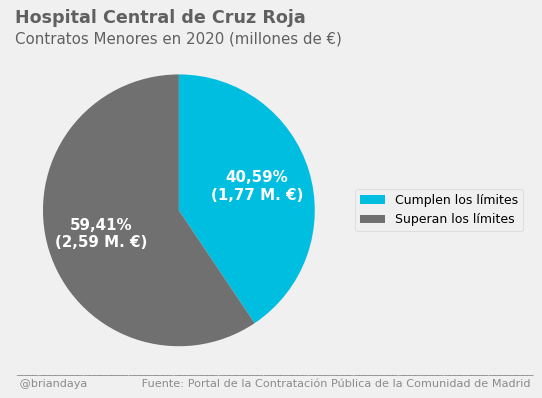 Hospital Central de Cruz Roja
Contratos Menores en 2020 (millones de €)
40,59%
(1,77 M. €)
59,41%
(2,59 M. €)
Cumplen los límites
Superan los límites
@briandaya
Fuente: Portal de la Contratación Pública de la Comunidad de Madrid